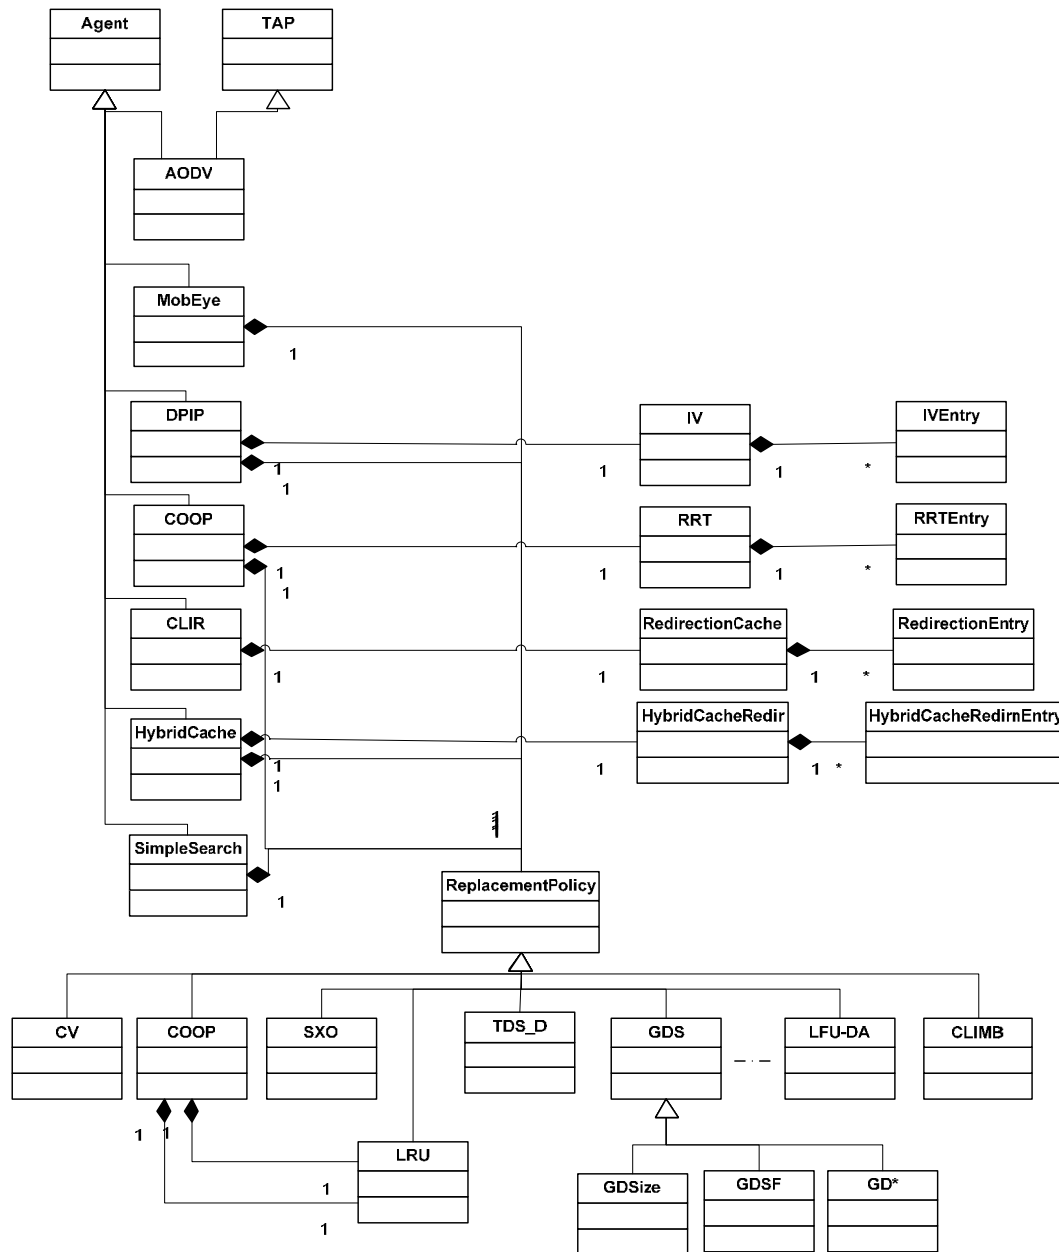 Agent
TAP
AODV
MobEye
1
DPIP
IV
IVEntry
1
1
1
1
*
COOP
RRT
RRTEntry
1
1
1
1
*
CLIR
RedirectionCache
RedirectionEntry
1
1
1
*
HybridCache
HybridCacheRedir
HybridCacheRedirnEntry
1
1
1
1
*
SimpleSearch
1
ReplacementPolicy
CV
COOP
SXO
TDS_D
GDS
LFU-DA
CLIMB
1
1
LRU
1
1
GDSize
GDSF
GD*